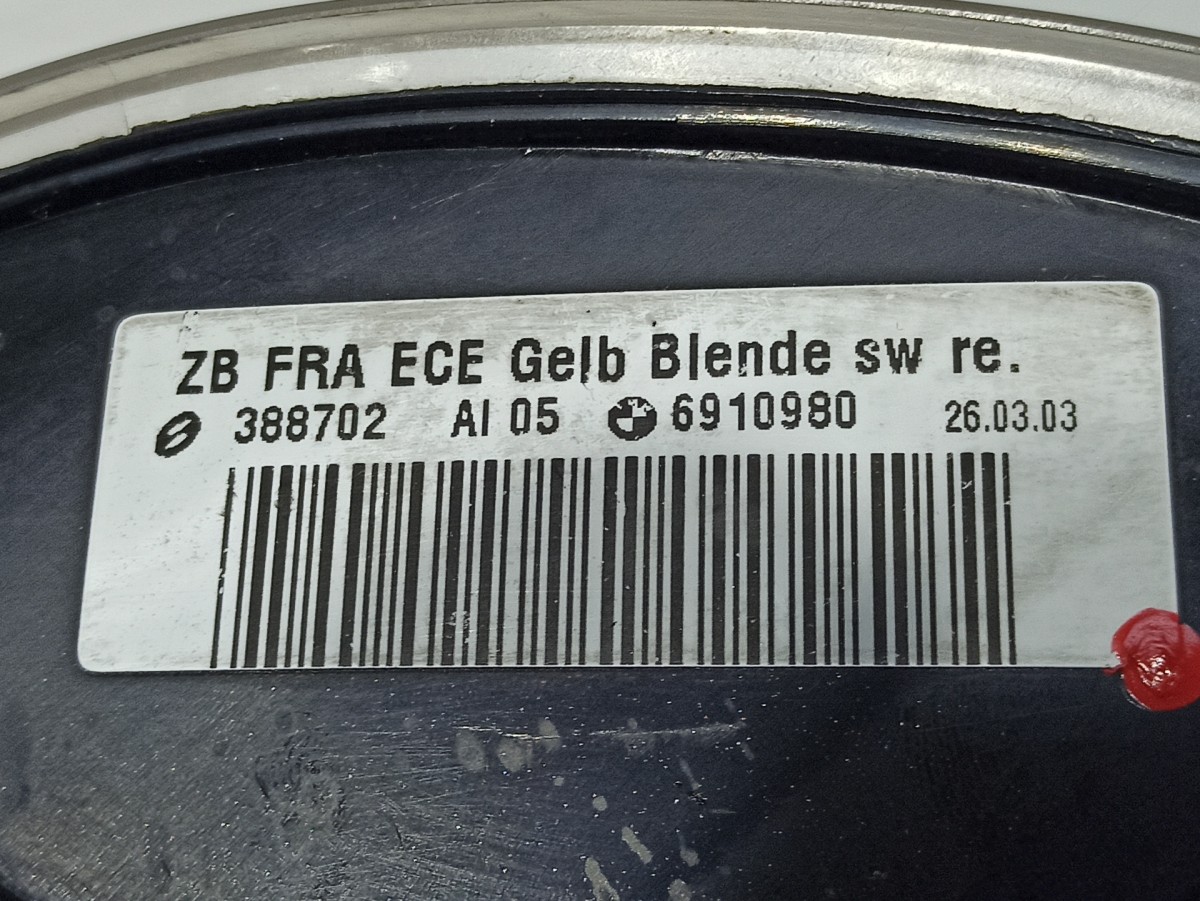 ZB FRA ECE Gelb Blende sw re.
388702 AI 05 6910980 26.03.03